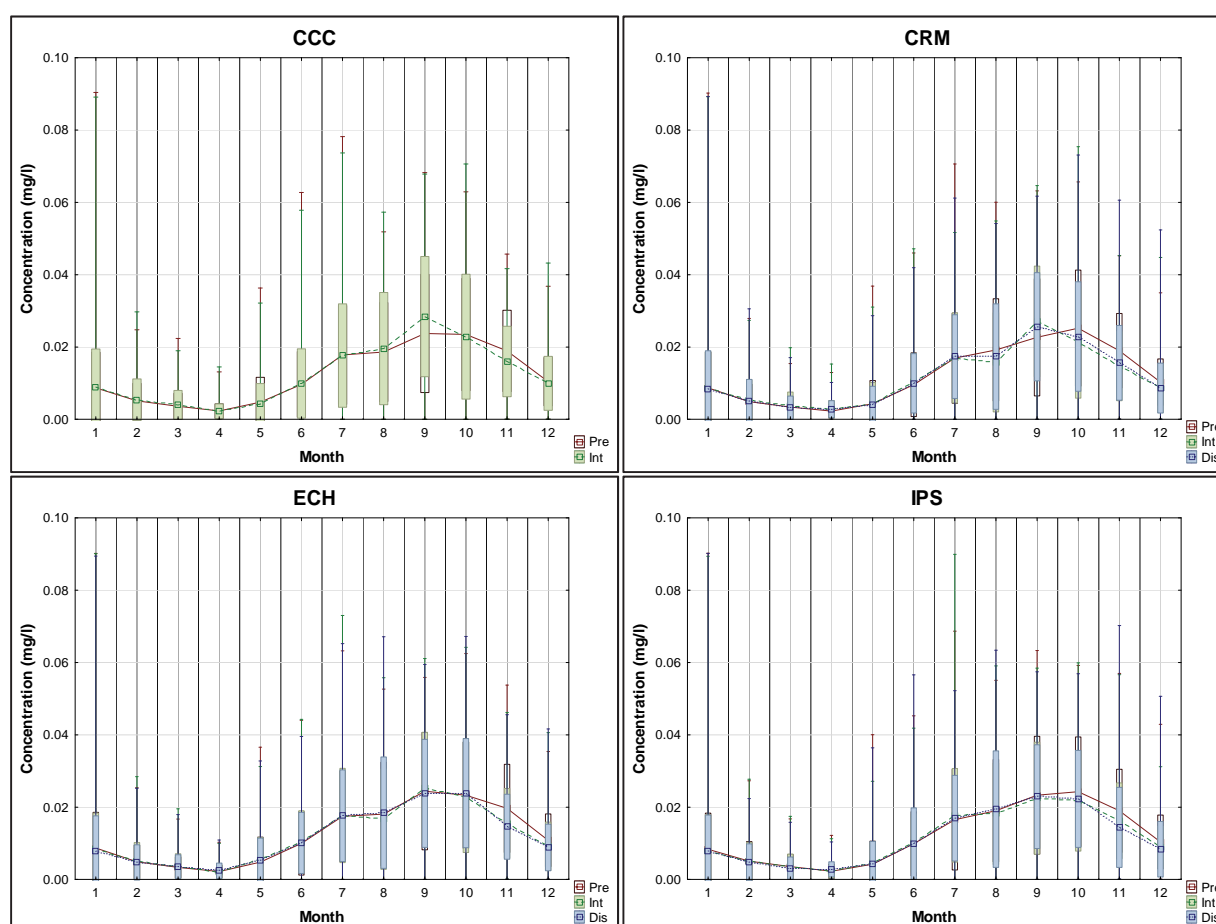 CCC
0.10
0.08
0.06
0.04
0.02
0.00
Concentration (mg/l)
1 2 3 4 5 6 7 8 9 10 11 12
Month
Pre
Int
CRM
0.10
0.08
0.06
0.04
0.02
0.00
Concentration (mg/l)
1 2 3 4 5 6 7 8 9 10 11 12
Month
Pre
Int
Dis
ECH
0.10
0.08
0.06
0.04
0.02
0.00
Concentration (mg/l)
1 2 3 4 5 6 7 8 9 10 11 12
Month
Pre
Int
Dis
IPS
0.10
0.08
0.06
0.04
0.02
0.00
Concentration (mg/l)
1 2 3 4 5 6 7 8 9 10 11 12
Month
Pre
Int
Dis